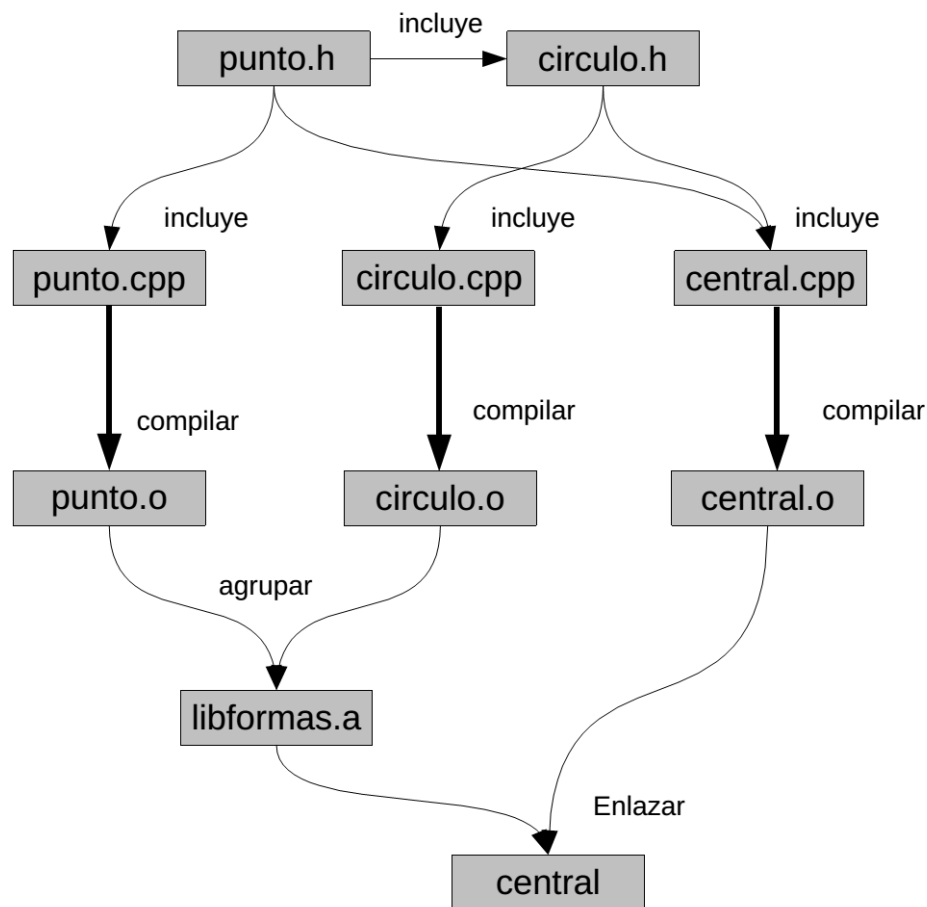 incluye
punto.h
circulo.h
incluye
incluye
incluye
punto.cpp
circulo.cpp
central.cpp
compilar
compilar
compilar
punto.o
circulo.o
central.o
agrupar
libformas.a
Enlazar
central